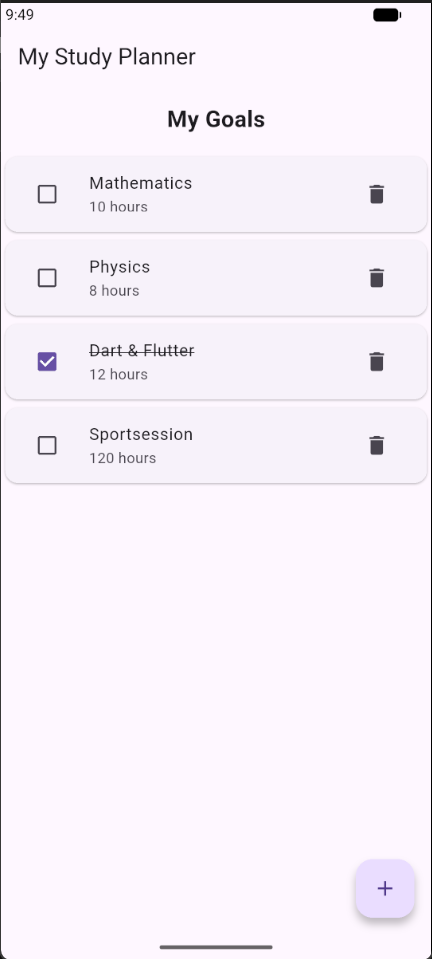 9:49
My Study Planner
My Goals
Mathematics
10 hours
Physics
8 hours
Dart & Flutter
12 hours
Sportsession
120 hours
+